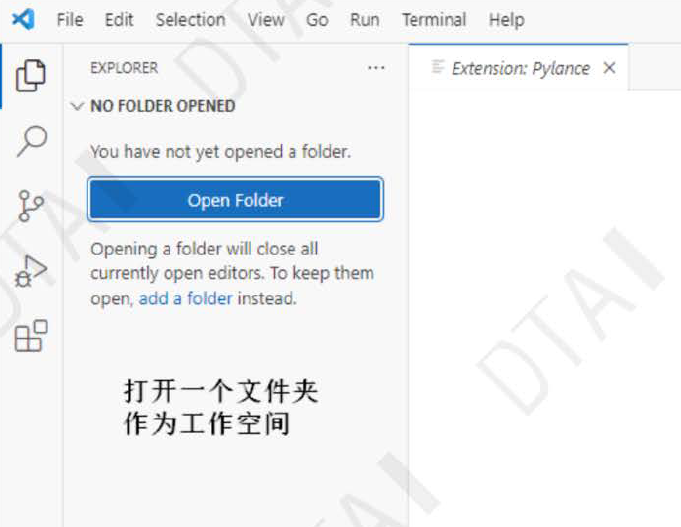 File Edit Selection View Go Run Terminal Help
EXPLORER ...
Extension: Pylance
NO FOLDER OPENED
You have not yet opened a folder.
Open Folder
Opening a folder will close all
currently open editors. To keep them
open, add a folder instead.
打开一个文件夹
作为工作空间
DTAI
DTAI
DTAI
DTAI